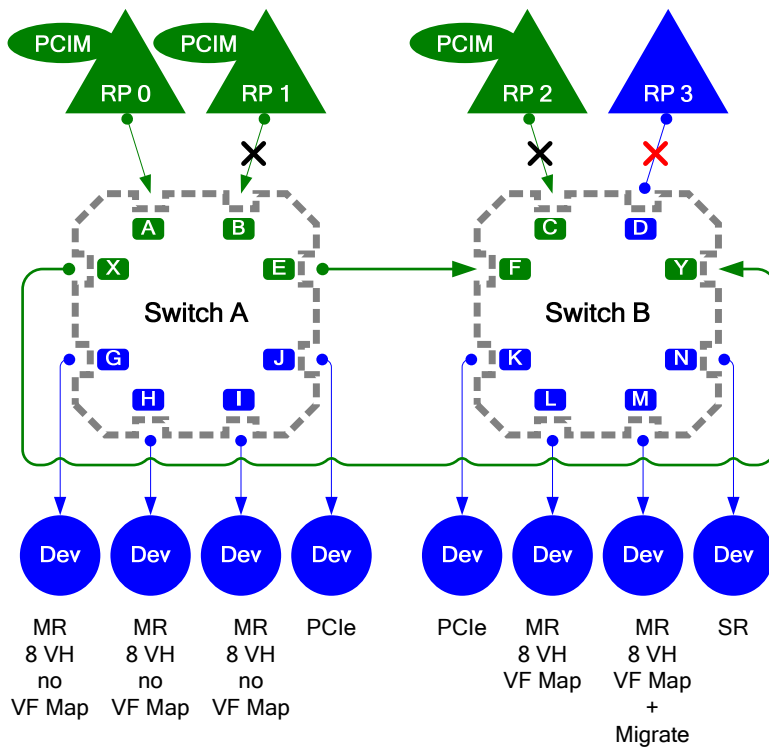 PCIM
PCIM
PCIM
RP 0
RP 1
RP 2
RP 3
A
B
C
D
X
E
F
Y
Switch A
Switch B
G
J
K
N
H
I
L
M
Dev
Dev
Dev
Dev
Dev
Dev
Dev
Dev
MR
8 VH
no
VF Map
MR
8 VH
no
VF Map
MR
8 VH
no
VF Map
PCIe
PCIe
MR
8 VH
VF Map
MR
8 VH
VF Map
+
Migrate
SR